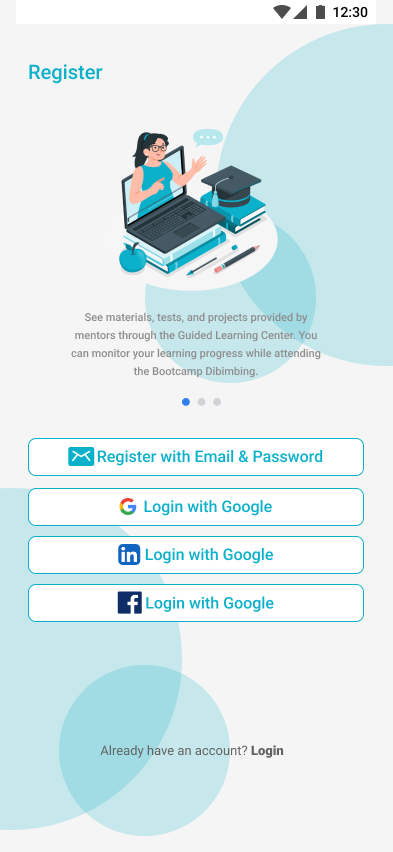 12:30
Register
See materials, tests, and projects provided by
mentors through the Guided Learning Center. You
can monitor your learning progress while attending
the Bootcamp Dibimbing.
Register with Email & Password
G Login with Google
in Login with Google
f Login with Google
Already have an account? Login